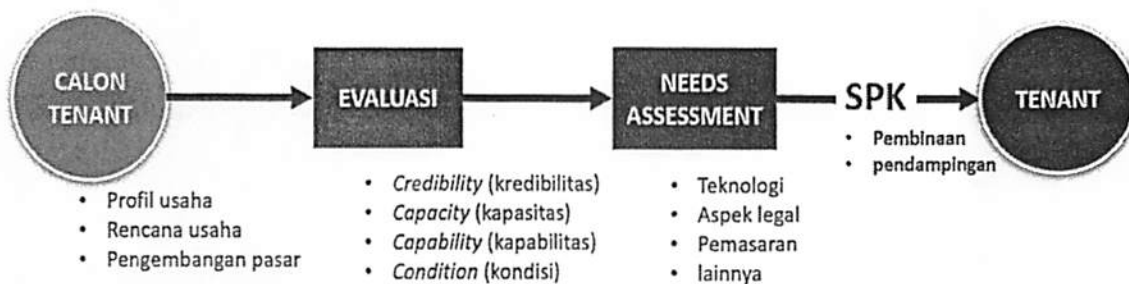 CALON
TENANT
• Profil usaha
• Rencana usaha
• Pengembangan pasar
EVALUASI
• Credibility (kredibilitas)
• Capacity (kapasitas)
• Capability (kapabilitas)
• Condition (kondisi)
NEEDS
ASSESSMENT
• Teknologi
• Aspek legal
• Pemasaran
• lainnya
SPK
• Pembinaan
• pendampingan
TENANT